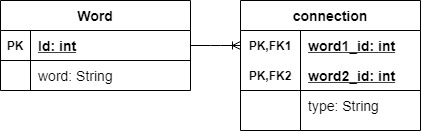 Word
PK Id: int
word: String
connection
PK,FK1 word1_id: int
PK,FK2 word2_id: int
type: String